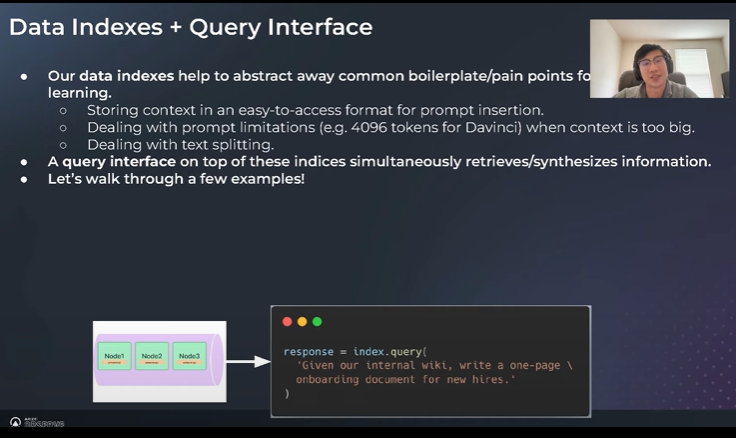 Data Indexes + Query Interface
● Our data indexes help to abstract away common boilerplate/pain points fo
learning.
○ Storing context in an easy-to-access format for prompt insertion.
○ Dealing with prompt limitations (e.g. 4096 tokens for Davinci) when context is too big.
○ Dealing with text splitting.
● A query interface on top of these indices simultaneously retrieves/synthesizes information.
● Let's walk through a few examples!
Node1 Node2 Node3
response = index.query(
'Given our internal wiki, write a one-page \
onboarding document for new hires.'
)